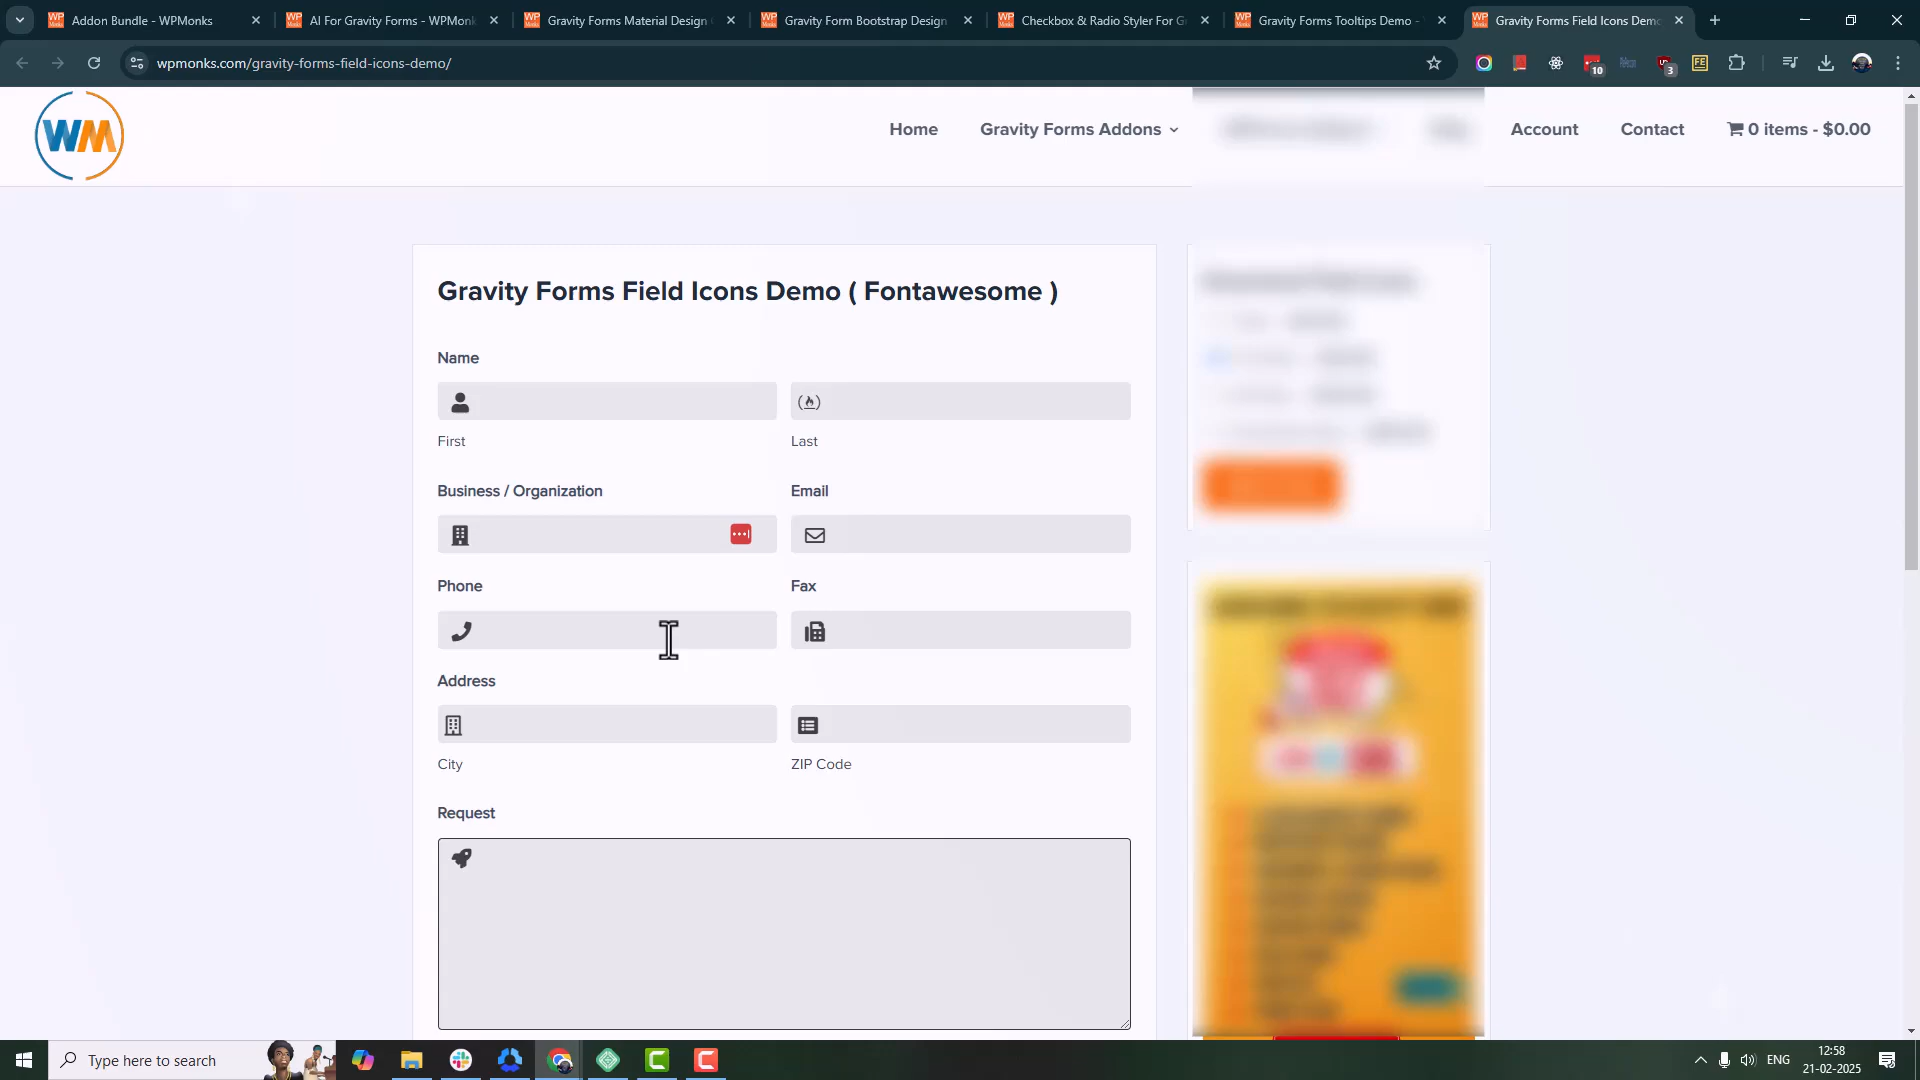 Addon Bundle - WPMonks
AI For Gravity Forms - WPMonk
Gravity Forms Material Design
Gravity Form Bootstrap Design
Checkbox & Radio Styler For G
Gravity Forms Tooltips Demo -
Gravity Forms Field Icons Demo
wpmonks.com/gravity-forms-field-icons-demo/
10
3
FE
WM
Home
Gravity Forms Addons
Account
Contact
0 items - $0.00
Gravity Forms Field Icons Demo ( Fontawesome )
Name
First
Last
Business / Organization
Email
Phone
Fax
Address
City
ZIP Code
Request
Type here to search
ENG
12:58
21-02-2025